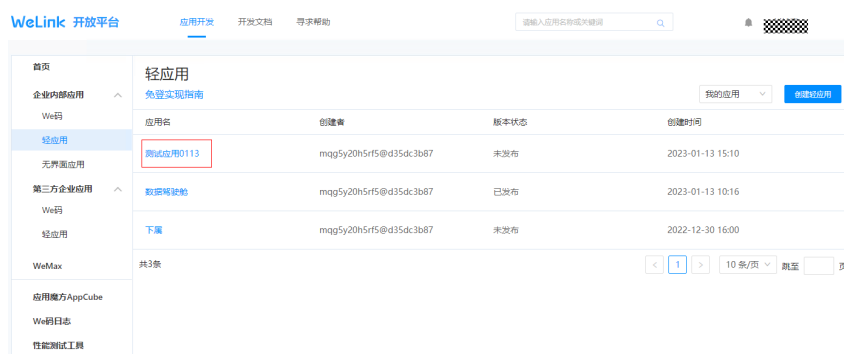 WeLink 开放平台 应用开发 开发文档 寻求帮助 请输入应用名称或关键词
首页
企业内部应用
We码
轻应用
无界面应用
第三方企业应用
We码
轻应用
WeMax
应用魔方AppCube
We码日志
性能测试工具
轻应用
免登实现指南 我的应用 创建轻应用
应用名 创建者 版本状态 创建时间
测试应用0113 mqg5y20h5rf5@d35dc3b87 未发布 2023-01-13 15:10
数据驾驶舱 mqg5y20h5rf5@d35dc3b87 已发布 2023-01-13 10:16
下属 mqg5y20h5rf5@d35dc3b87 未发布 2022-12-30 16:00
共3条 1 10 条/页 跳至 页